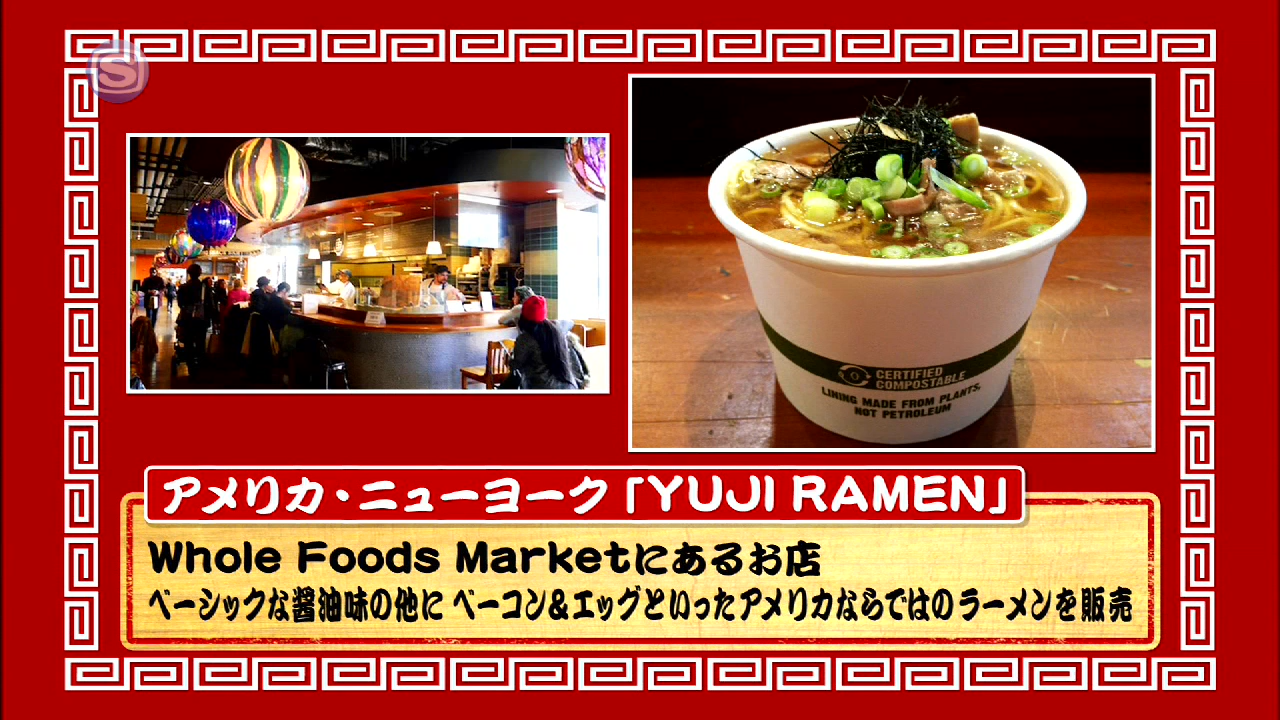 S
CERTIFIED
COMPOSTABLE
LINING MADE FROM PLANTS,
NOT PETROLEUM
アメリカ・ニューヨーク「YUJI RAMEN」
Whole Foods Marketにあるお店
ベーシックな醤油味の他に ベーコン&エッグといったアメリカならではのラーメンを販売